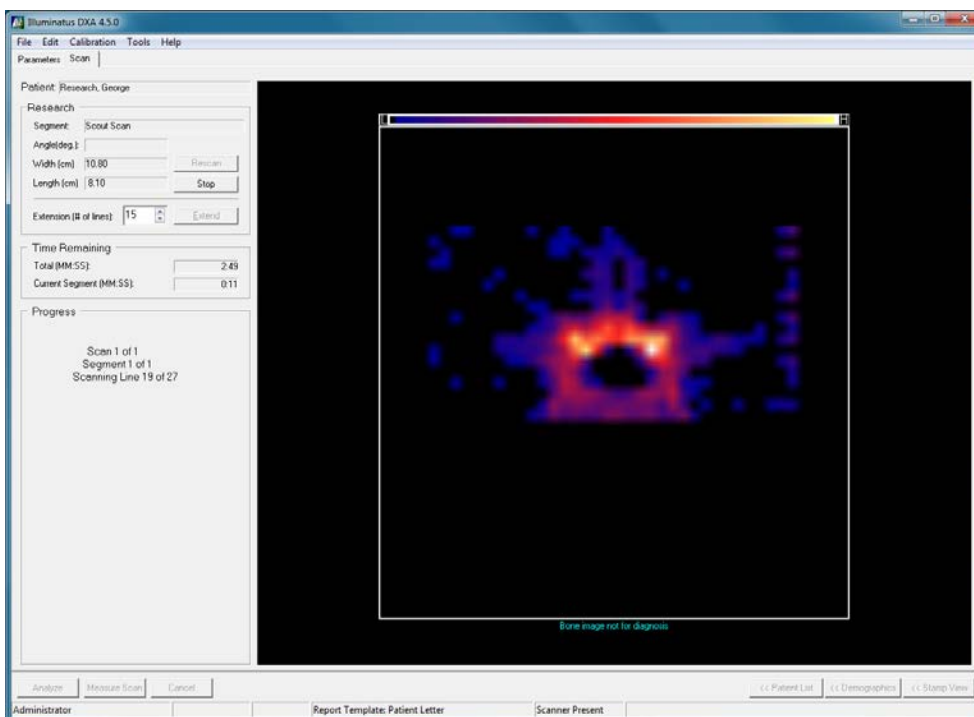 Illuminatus DXA 4.5.0
File Edit Calibration Tools Help
Parameters Scan
Patient: Research, George
Research
Segment: Scout Scan
Angle(deg.):
Width (cm) 10.80 Rescan
Length (cm) 8.10 Stop
Extension (# of lines): 15 Extend
Time Remaining
Total (MM:SS): 2:49
Current Segment (MM:SS): 0:11
Progress
Scan 1 of 1
Segment 1 of 1
Scanning Line 19 of 27
L H
Bone image not for diagnosis
Analyze Measure Scan Cancel << Patient List << Demographics << Stamp View
Administrator Report Template: Patient Letter Scanner Present